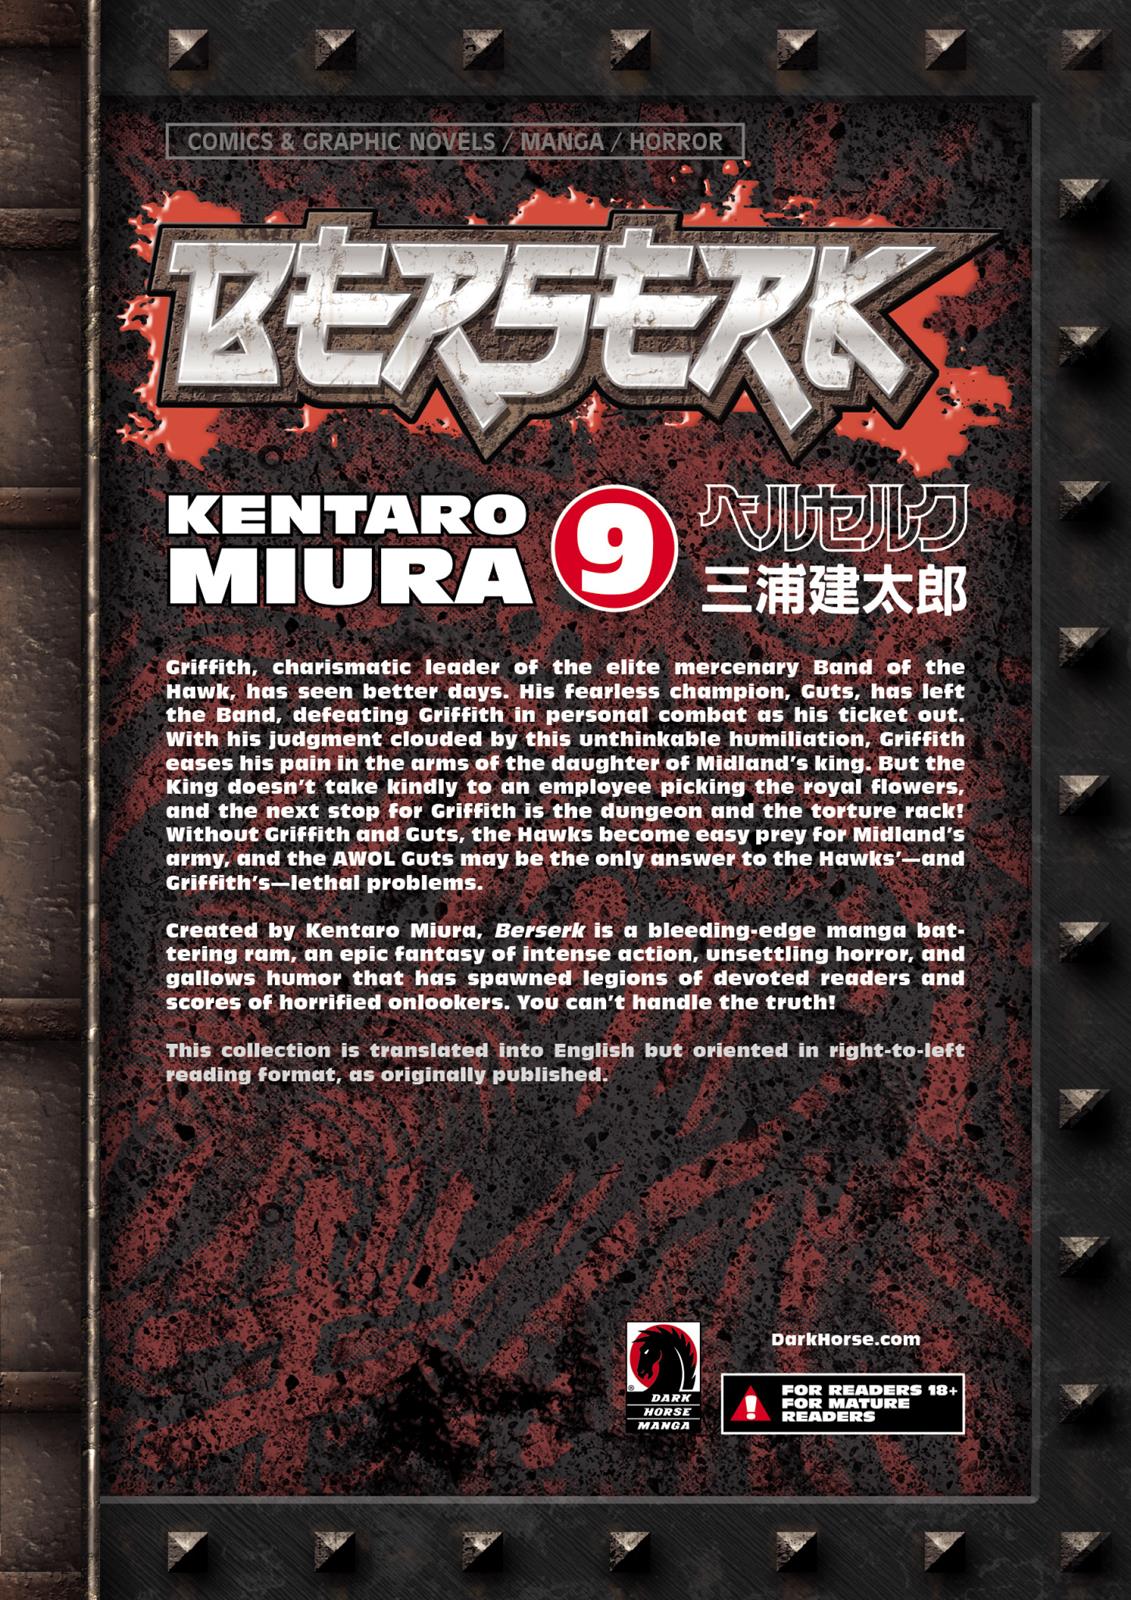 COMICS & GRAPHIC NOVELS / MANGA / HORROR
BERSERK
KENTARO
MIURA
9
ベルセルク
三浦建太郎
Griffith, charismatic leader of the elite mercenary Band of the
Hawk, has seen better days. His fearless champion, Guts, has left
the Band, defeating Griffith in personal combat as his ticket out.
With his judgment clouded by this unthinkable humiliation, Griffith
eases his pain in the arms of the daughter of Midland's king. But the
King doesn't take kindly to an employee picking the royal flowers,
and the next stop for Griffith is the dungeon and the torture rack!
Without Griffith and Guts, the Hawks become easy prey for Midland's
army, and the AWOL Guts may be the only answer to the Hawks'—and
Griffith's—lethal problems.
Created by Kentaro Miura, Berserk is a bleeding-edge manga bat-
tering ram, an epic fantasy of intense action, unsettling horror, and
gallows humor that has spawned legions of devoted readers and
scores of horrified onlookers. You can't handle the truth!
This collection is translated into English but oriented in right-to-left
reading format, as originally published.
DarkHorse.com
®
DARK
HORSE
MANGA
!
FOR READERS 18+
FOR MATURE
READERS